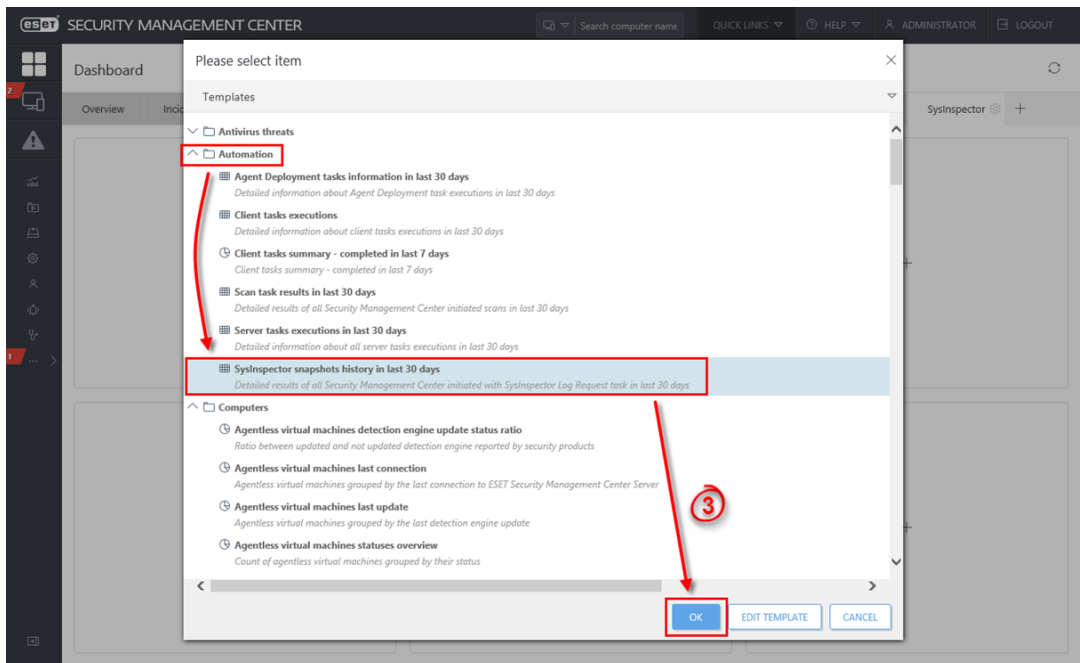 eset SECURITY MANAGEMENT CENTER Search computer name QUICK LINKS HELP ADMINISTRATOR LOGOUT
Dashboard
Please select item
Templates
2
Overview
Incid
SysInspector
Antivirus threats
Automation
Agent Deployment tasks information in last 30 days
Detailed information about Agent Deployment task executions in last 30 days
Client tasks executions
Detailed information about client tasks executions in last 30 days
Client tasks summary - completed in last 7 days
Client tasks summary - completed in last 7 days
Scan task results in last 30 days
Detailed results of all Security Management Center initiated scans in last 30 days
Server tasks executions in last 30 days
Detailed information about all server tasks executions in last 30 days
1
SysInspector snapshots history in last 30 days
Detailed results of all Security Management Center initiated with SysInspector Log Request task in last 30 days
Computers
Agentless virtual machines detection engine update status ratio
Ratio between updated and not updated detection engine reported by security products
Agentless virtual machines last connection
Agentless virtual machines grouped by the last connection to ESET Security Management Center Server
Agentless virtual machines last update
Agentless virtual machines grouped by the last detection engine update
3
Agentless virtual machines statuses overview
Count of agentless virtual machines grouped by their status
OK EDIT TEMPLATE CANCEL